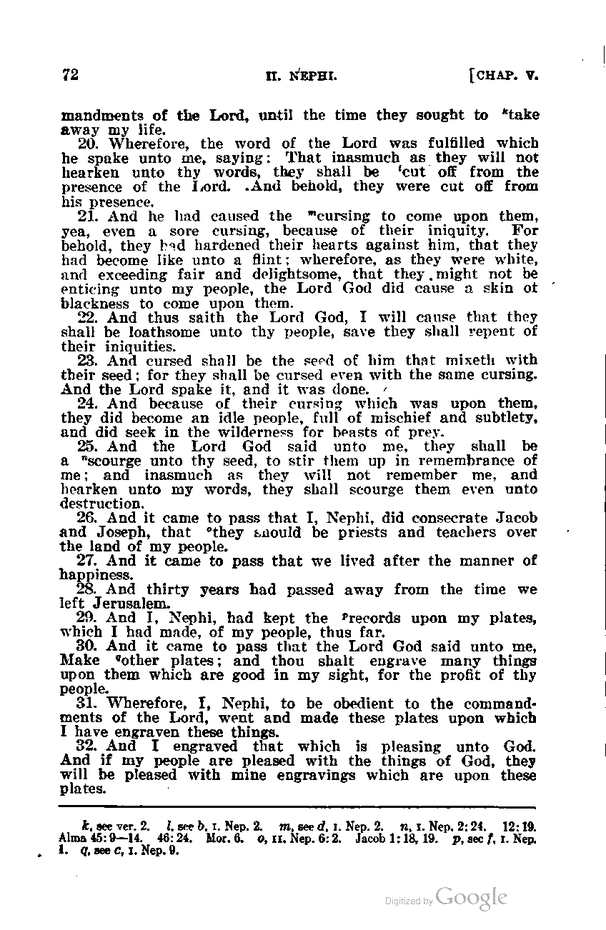 72 II. NEPHI. [CHAP. V.
mandments of the Lord, until the time they sought to ᵏtake
away my life.
20. Wherefore, the word of the Lord was fulfilled which
he spake unto me, saying: That inasmuch as they will not
hearken unto thy words, they shall be ˡcut off from the
presence of the Lord. And behold, they were cut off from
his presence.
21. And he had caused the ᵐcursing to come upon them,
yea, even a sore cursing, because of their iniquity. For
behold, they had hardened their hearts against him, that they
had become like unto a flint; wherefore, as they were white,
and exceeding fair and delightsome, that they might not be
enticing unto my people, the Lord God did cause a skin of
blackness to come upon them.
22. And thus saith the Lord God, I will cause that they
shall be loathsome unto thy people, save they shall repent of
their iniquities.
23. And cursed shall be the seed of him that mixeth with
their seed; for they shall be cursed even with the same cursing.
And the Lord spake it, and it was done.
24. And because of their cursing which was upon them,
they did become an idle people, full of mischief and subtlety,
and did seek in the wilderness for beasts of prey.
25. And the Lord God said unto me, they shall be
a ⁿscourge unto thy seed, to stir them up in remembrance of
me; and inasmuch as they will not remember me, and
hearken unto my words, they shall scourge them even unto
destruction.
26. And it came to pass that I, Nephi, did consecrate Jacob
and Joseph, that ᵒthey should be priests and teachers over
the land of my people.
27. And it came to pass that we lived after the manner of
happiness.
28. And thirty years had passed away from the time we
left Jerusalem.
29. And I, Nephi, had kept the ᵖrecords upon my plates,
which I had made, of my people, thus far.
30. And it came to pass that the Lord God said unto me,
Make qother plates; and thou shalt engrave many things
upon them which are good in my sight, for the profit of thy
people.
31. Wherefore, I, Nephi, to be obedient to the command-
ments of the Lord, went and made these plates upon which
I have engraven these things.
32. And I engraved that which is pleasing unto God.
And if my people are pleased with the things of God, they
will be pleased with mine engravings which are upon these
plates.
k, see ver. 2. l, see b, I. Nep. 2. m, see d, I. Nep. 2. n, I. Nep. 2:24. 12:19.
Alma 45:9—14. 46:24. Mor. 6. o, II. Nep. 6:2. Jacob 1:18, 19. p, see f, I. Nep.
1. q, see c, I. Nep. 9.
Digitized by Google